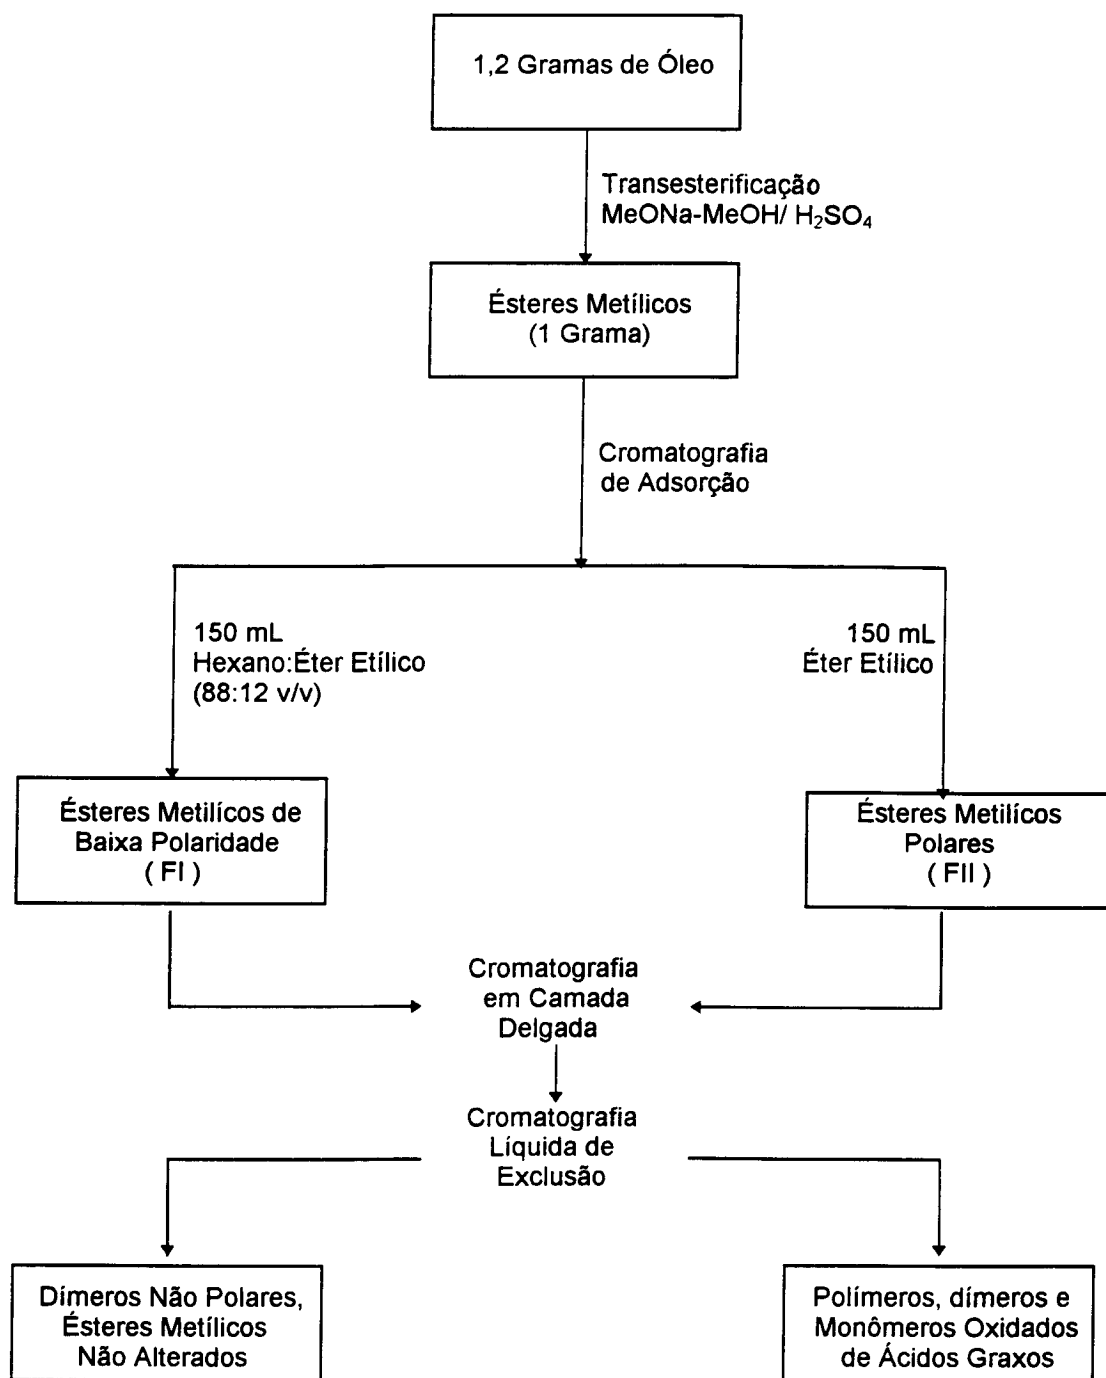 1,2 Gramas de Óleo
Transesterificação
MeONa-MeOH/ H₂SO₄
Ésteres Metílicos
(1 Grama)
Cromatografia
de Adsorção
150 mL
Hexano:Éter Etílico
(88:12 v/v)
150 mL
Éter Etílico
Ésteres Metilícos de
Baixa Polaridade
( FI )
Ésteres Metilícos
Polares
( FII )
Cromatografia
em Camada
Delgada
Cromatografia
Líquida de
Exclusão
Dímeros Não Polares,
Ésteres Metílicos
Não Alterados
Polímeros, dímeros e
Monômeros Oxidados
de Ácidos Graxos